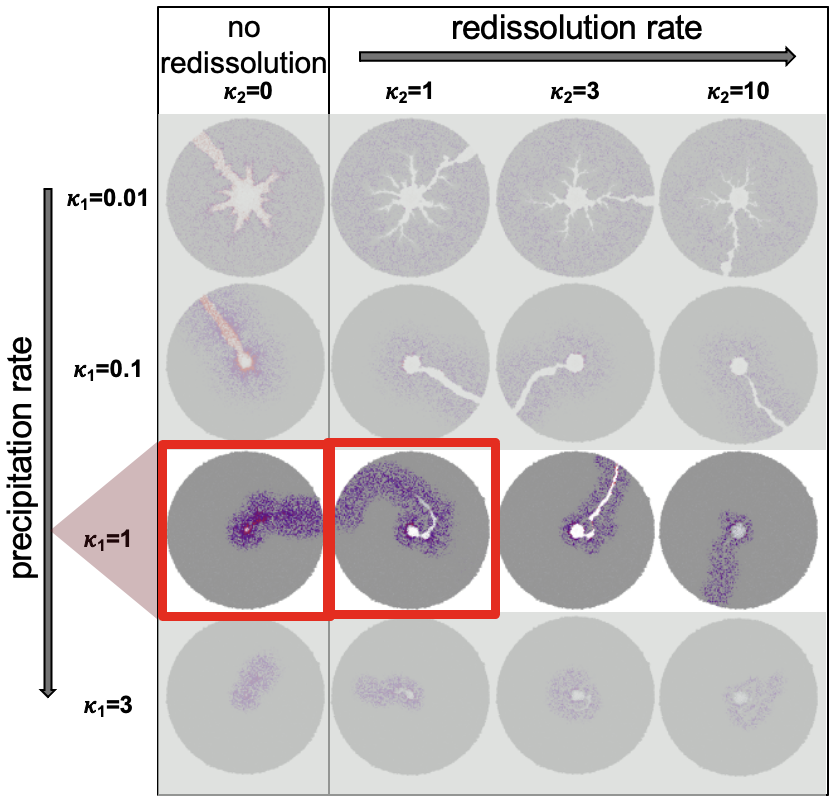 no
redissolution
redissolution rate
κ₂=0
κ₂=1
κ₂=3
κ₂=10
precipitation rate
κ₁=0.01
κ₁=0.1
κ₁=1
κ₁=3